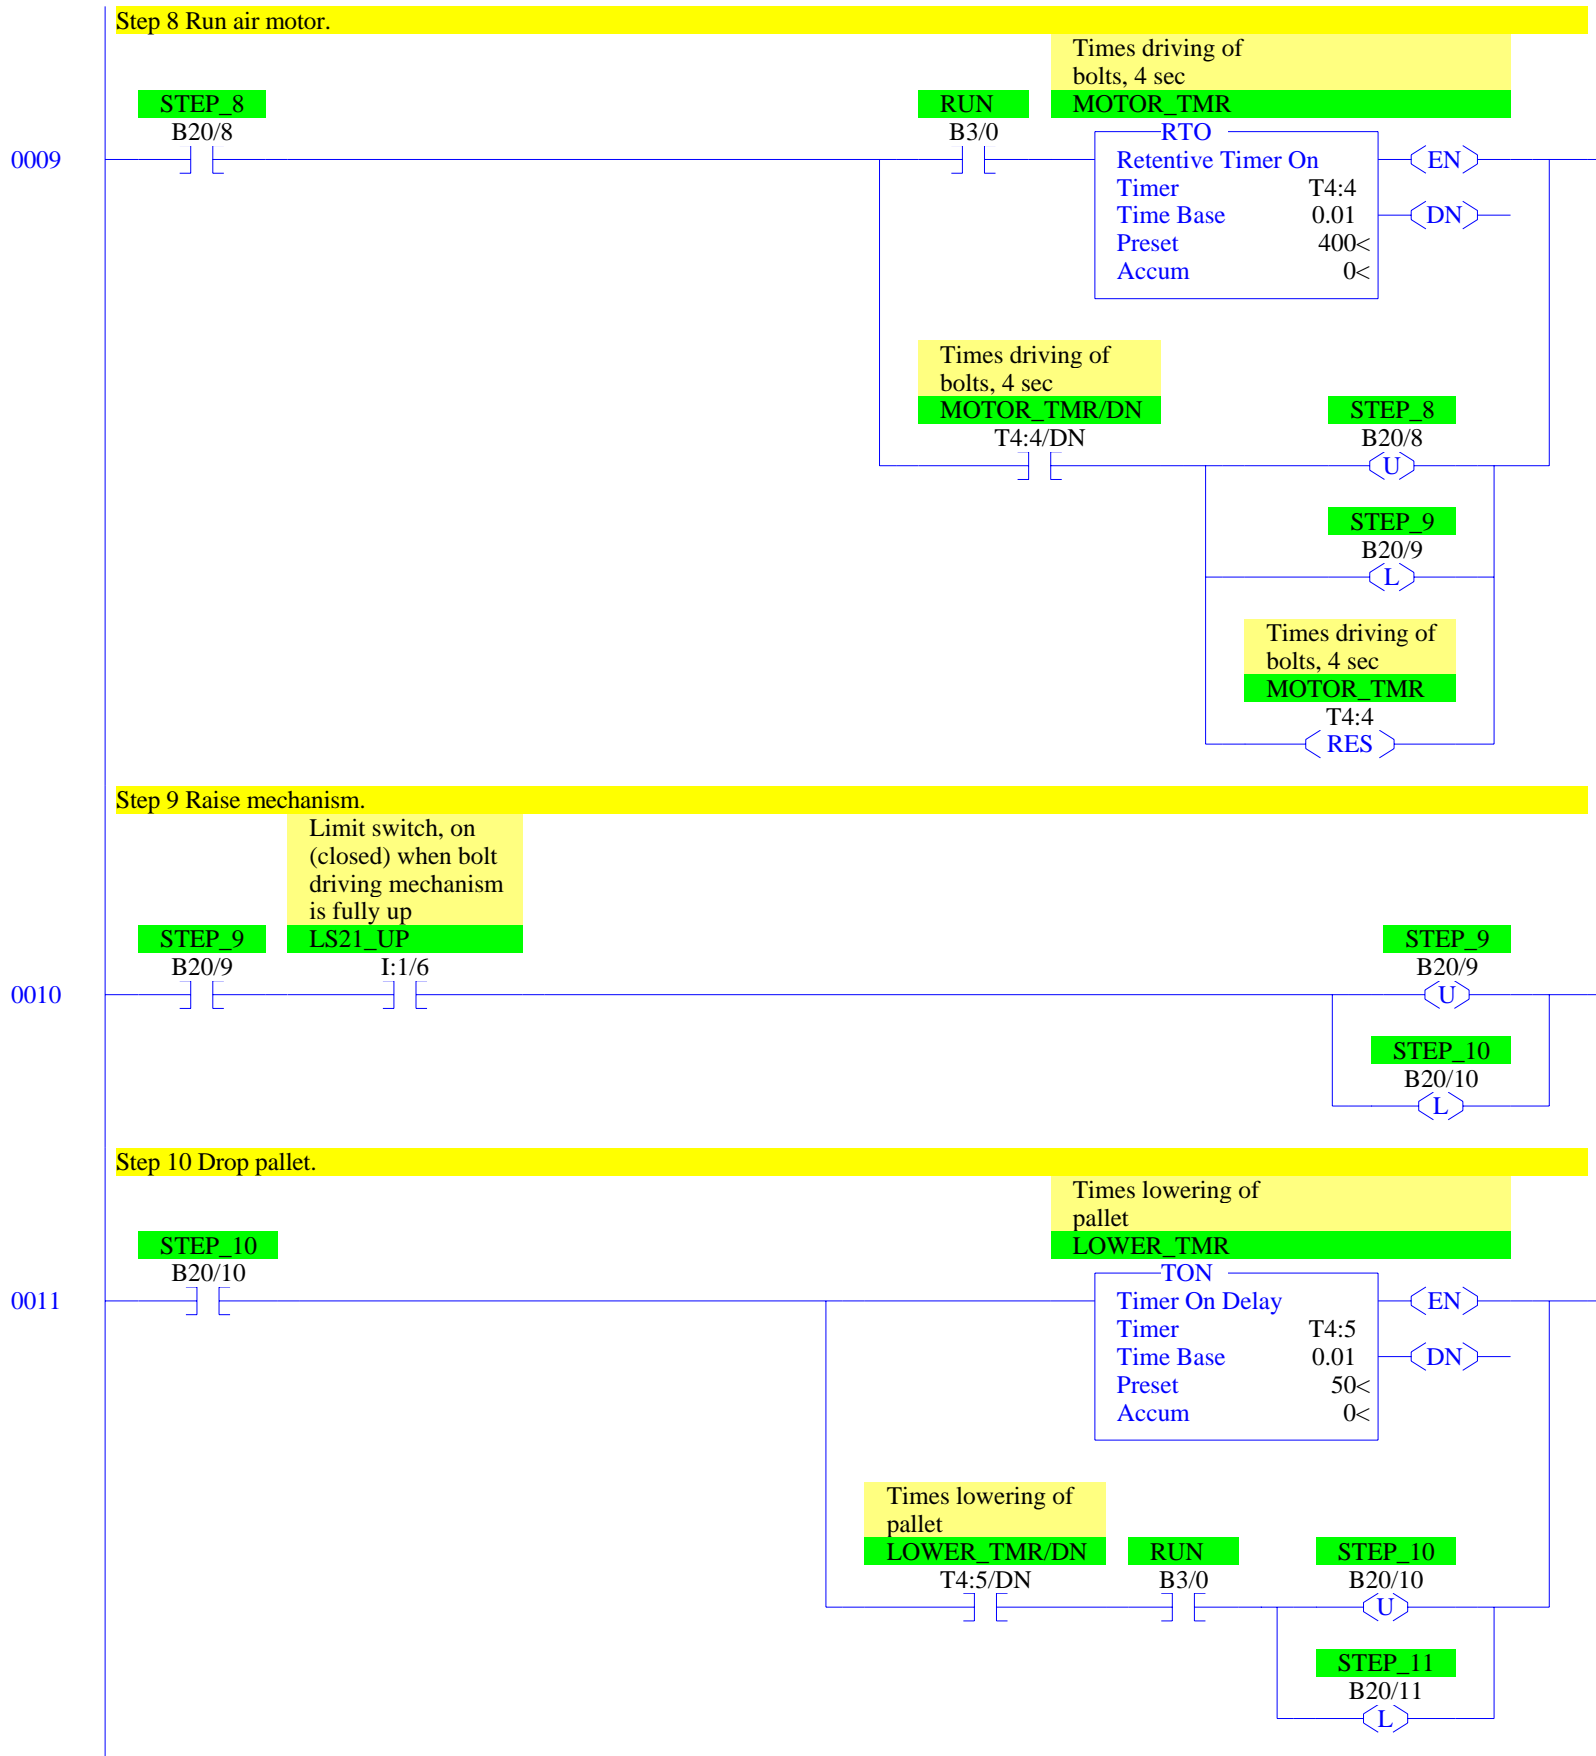 Step 8 Run air motor.
Times driving of
bolts, 4 sec
STEP_8
RUN
MOTOR_TMR
B20/8
B3/0
RTO
0009
Retentive Timer On
EN
Timer T4:4
Time Base 0.01
DN
Preset 400<
Accum 0<
Times driving of
bolts, 4 sec
MOTOR_TMR/DN
STEP_8
T4:4/DN
B20/8
U
STEP_9
B20/9
L
Times driving of
bolts, 4 sec
MOTOR_TMR
T4:4
RES
Step 9 Raise mechanism.
Limit switch, on
(closed) when bolt
driving mechanism
is fully up
STEP_9
LS21_UP
STEP_9
B20/9
I:1/6
B20/9
0010
U
STEP_10
B20/10
L
Step 10 Drop pallet.
Times lowering of
pallet
STEP_10
LOWER_TMR
B20/10
TON
0011
Timer On Delay
EN
Timer T4:5
Time Base 0.01
DN
Preset 50<
Accum 0<
Times lowering of
pallet
LOWER_TMR/DN
RUN
STEP_10
T4:5/DN
B3/0
B20/10
U
STEP_11
B20/11
L